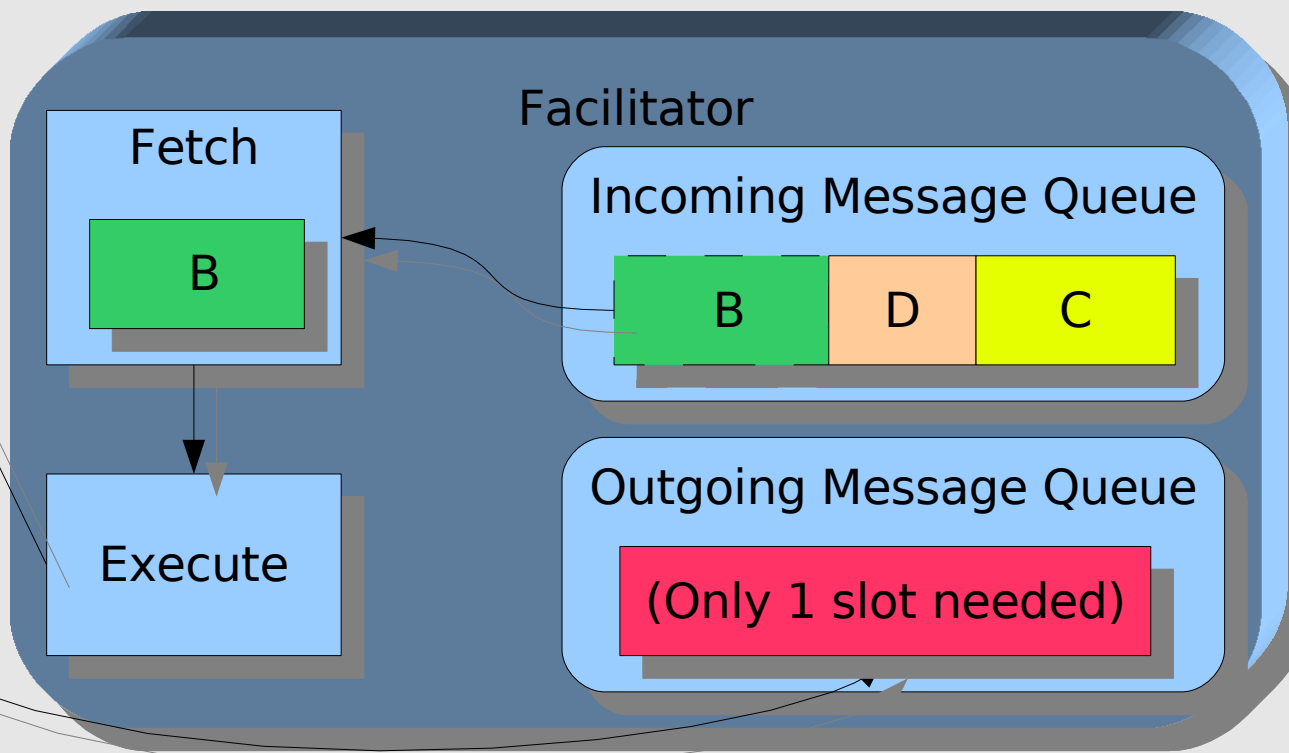 Facilitator
Fetch
B
Incoming Message Queue
B D C
Execute
Outgoing Message Queue
(Only 1 slot needed)